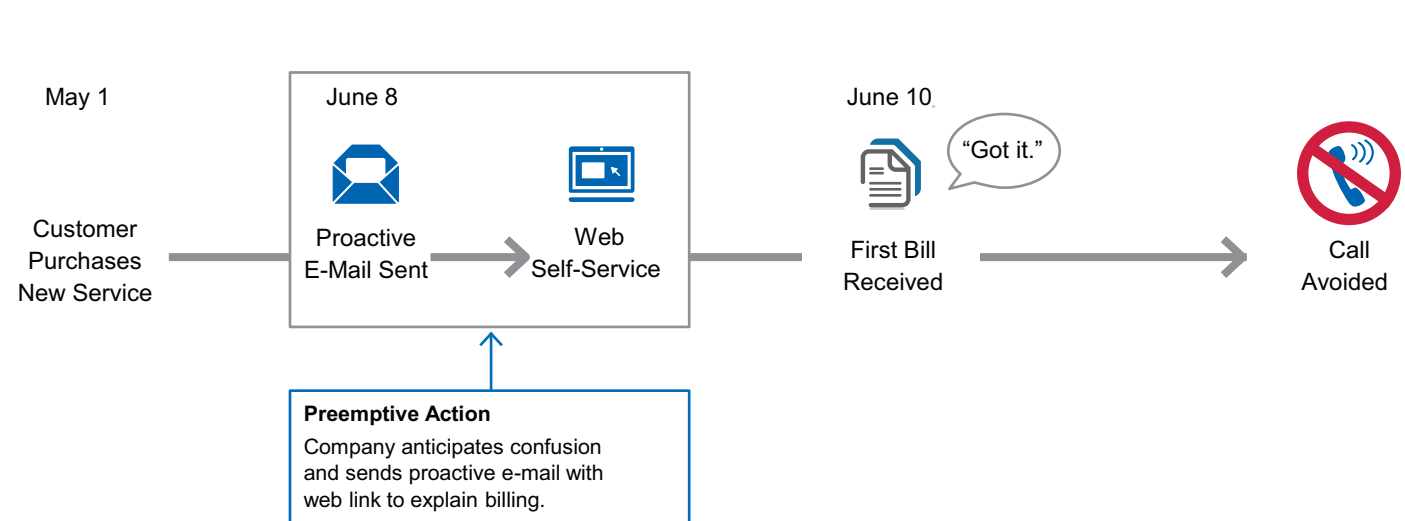 May 1
June 8
June 10
“Got it.”
Customer
Purchases
New Service
Proactive
E-Mail Sent
Web
Self-Service
First Bill
Received
Call
Avoided
Preemptive Action
Company anticipates confusion
and sends proactive e-mail with
web link to explain billing.